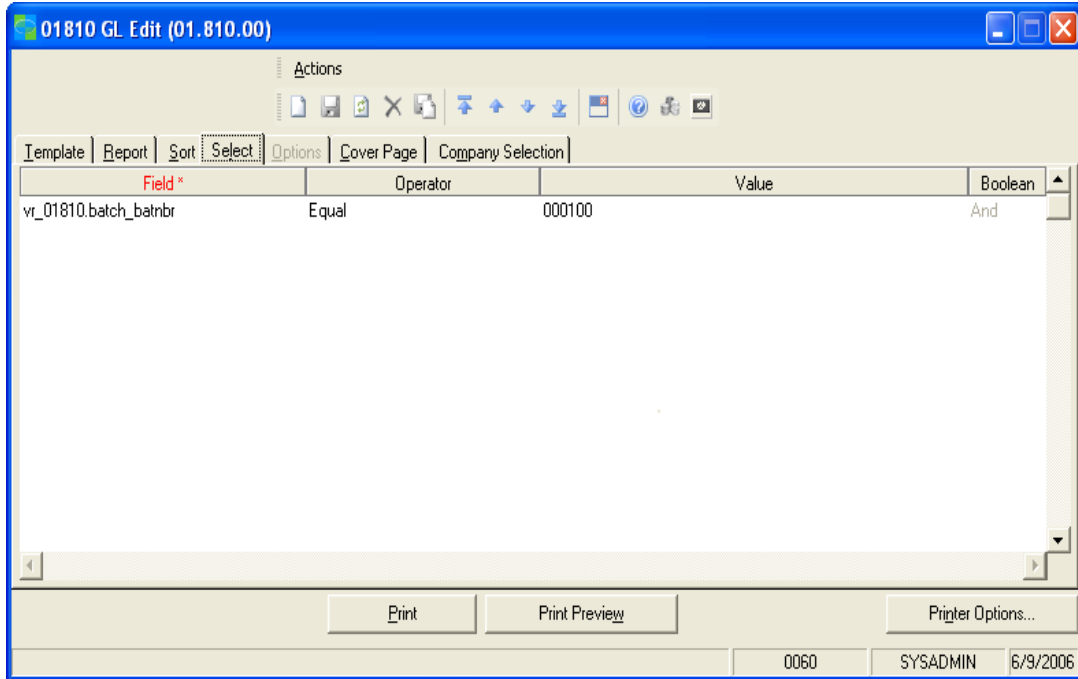 01810 GL Edit (01.810.00)
Actions
Template Report Sort Select Options Cover Page Company Selection
Field * Operator Value Boolean
vr_01810.batch_batnbr Equal 000100 And
Print Print Preview Printer Options...
0060 SYSADMIN 6/9/2006